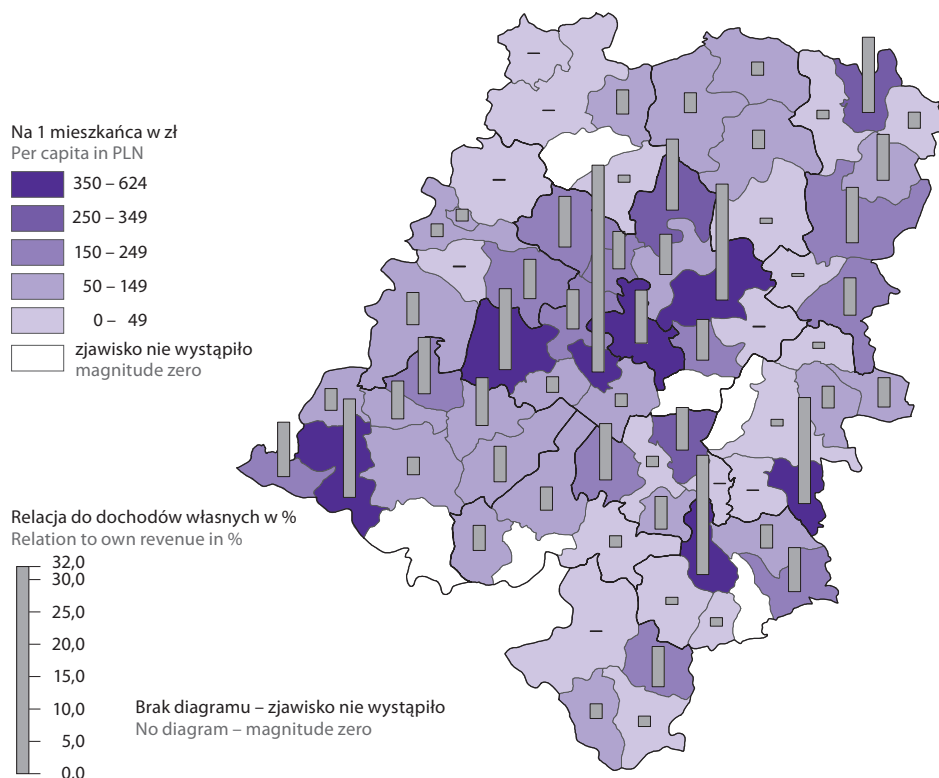 Na 1 mieszkańca w zł
Per capita in PLN
350 – 624
250 – 349
150 – 249
50 – 149
0 – 49
zjawisko nie wystąpiło
magnitude zero
Relacja do dochodów własnych w %
Relation to own revenue in %
32,0
30,0
25,0
20,0
15,0
10,0
5,0
0,0
Brak diagramu – zjawisko nie wystąpiło
No diagram – magnitude zero